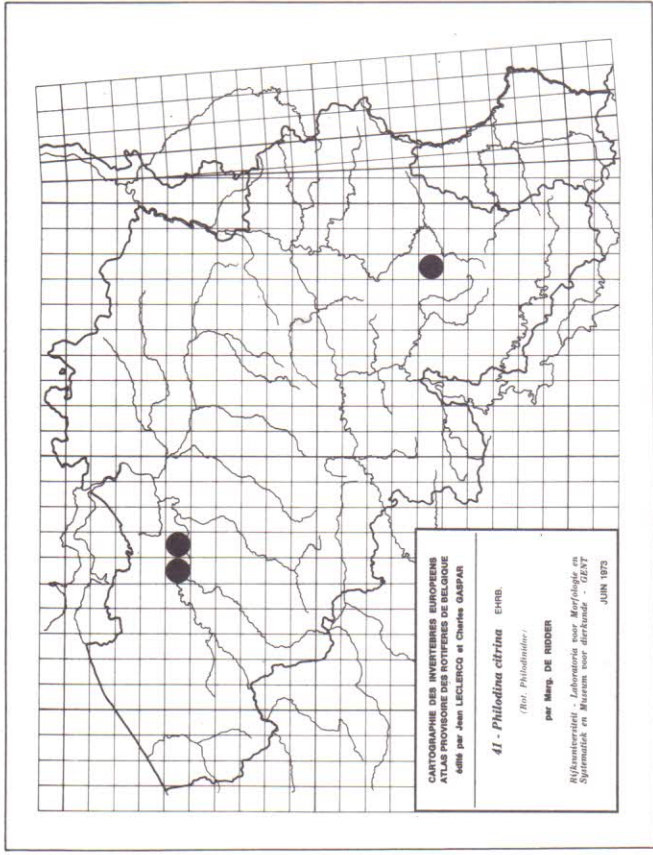 CARTOGRAPHIE DES INVERTEBRES EUROPEENS
ATLAS PROVISOIRE DES ROTIFERES DE BELGIQUE
édité par Jean LECLERCQ et Charles GASPAR
41 - Philodina citrina EHRB.
(Rot. Philodinidae)
par Marg. DE RIDDER
Rijksuniversiteit - Laboratoria voor Morfologie en
Systematiek en Museum voor dierkunde - GENT
JUIN 1973